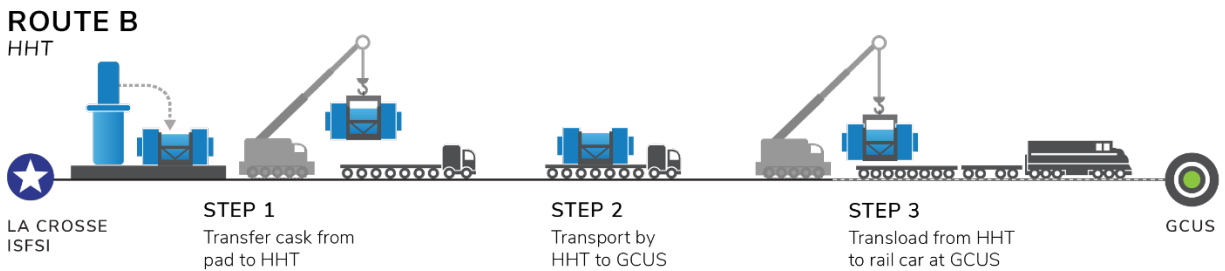 ROUTE B
HHT
LA CROSSE
ISFSI
STEP 1
Transfer cask from
pad to HHT
STEP 2
Transport by
HHT to GCUS
STEP 3
Transload from HHT
to rail car at GCUS
GCUS